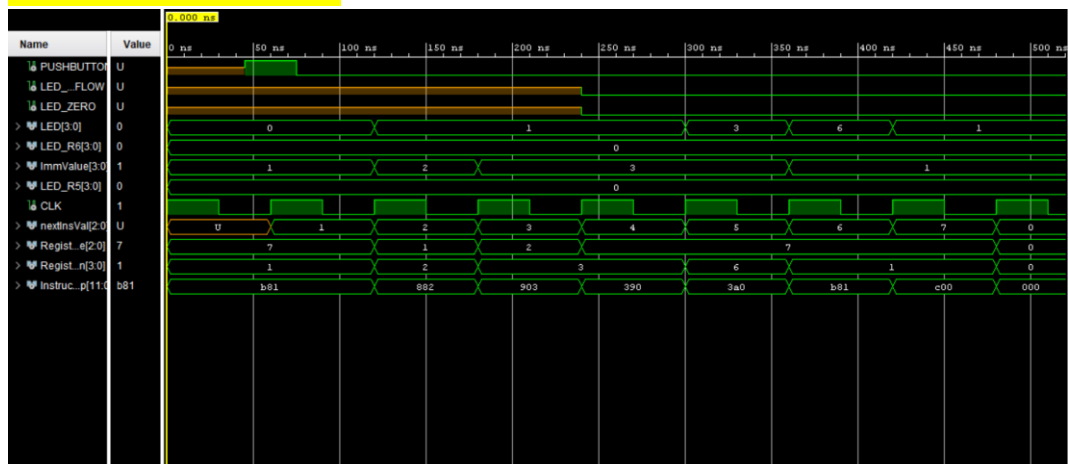 0.000 ns
Name Value 0 ns 50 ns 100 ns 150 ns 200 ns 250 ns 300 ns 350 ns 400 ns 450 ns 500 ns
PUSHBUTTON U
LED_...FLOW U
LED_ZERO U
LED[3:0] 0 0 1 3 6 1
LED_R6[3:0] 0 0
ImmValue[3:0] 1 1 2 3 1
LED_R5[3:0] 0 0
CLK 1
nextInsVal[2:0] U U 1 2 3 4 5 6 7 0
Regist...e[2:0] 7 7 1 2 7 0
Regist...n[3:0] 1 1 2 3 6 1 0
Instruc...p[11:0 b81 b81 882 903 390 3a0 b81 c00 000